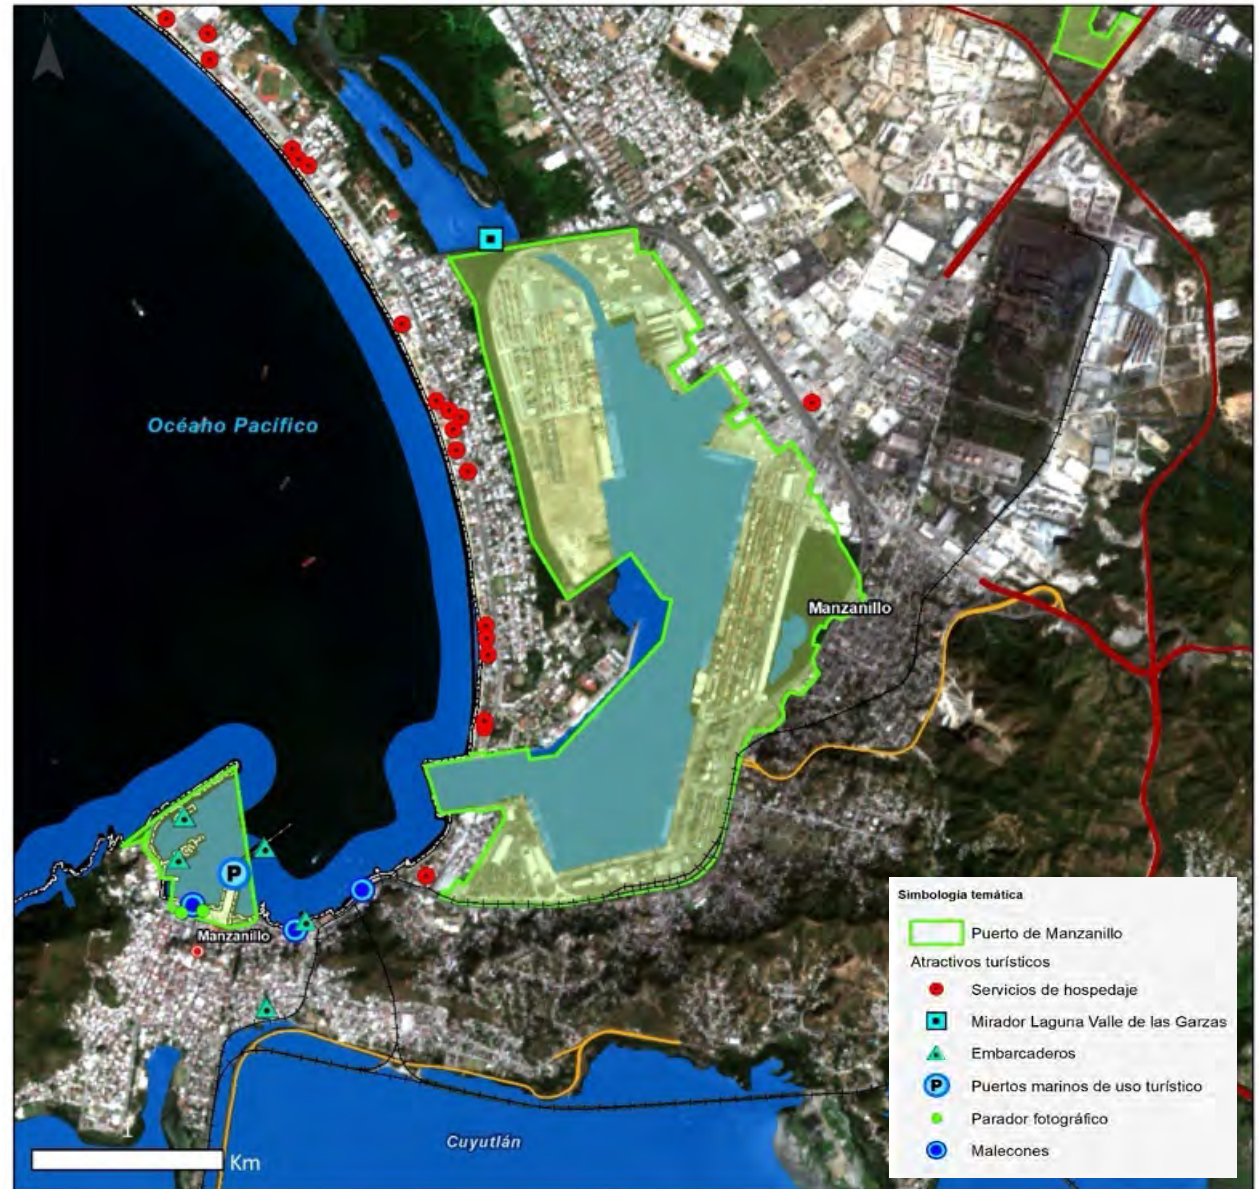 N
Océano Pacífico
Manzanillo
Manzanillo
P
Cuyutlán
1
Km
Simbología temática
Puerto de Manzanillo
Atractivos turísticos
Servicios de hospedaje
Mirador Laguna Valle de las Garzas
Embarcaderos
P
Puertos marinos de uso turístico
Parador fotográfico
Malecones